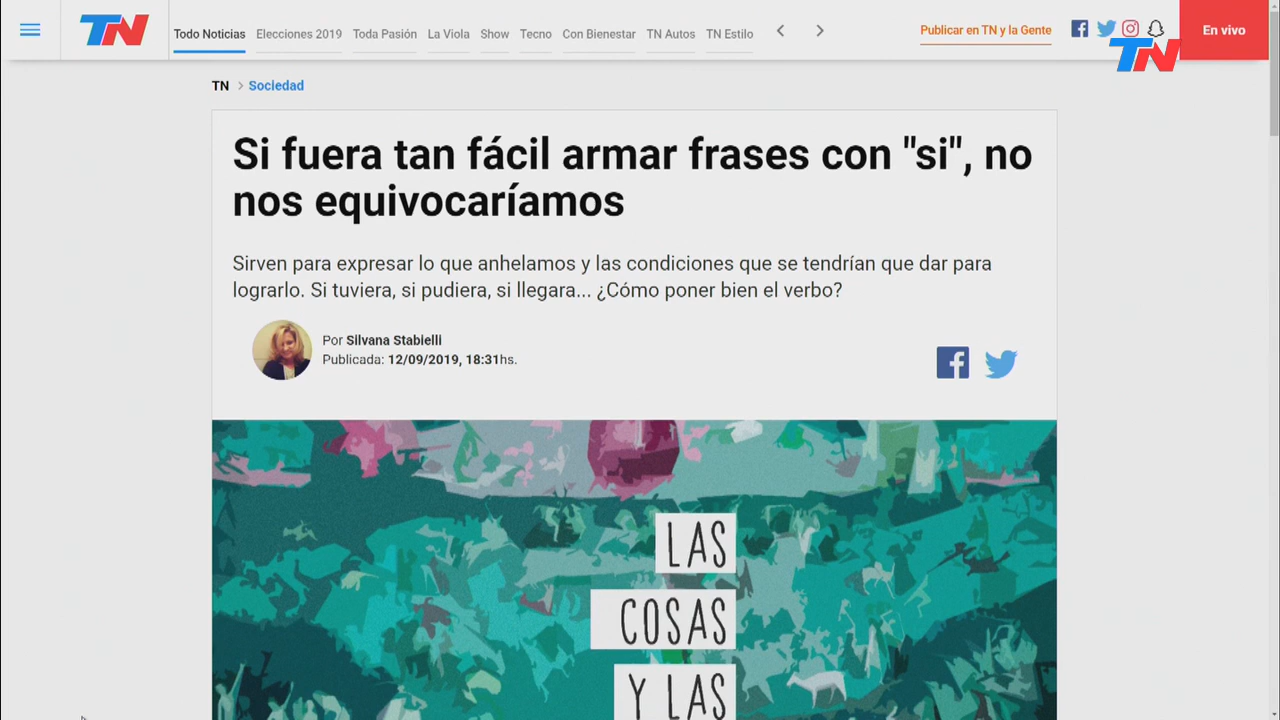 TN
Todo Noticias
Elecciones 2019
Toda Pasión
La Viola
Show
Tecno
Con Bienestar
TN Autos
TN Estilo
Publicar en TN y la Gente
En vivo
TN
TN > Sociedad
Si fuera tan fácil armar frases con "si", no
nos equivocaríamos
Sirven para expresar lo que anhelamos y las condiciones que se tendrían que dar para
lograrlo. Si tuviera, si pudiera, si llegara... ¿Cómo poner bien el verbo?
Por Silvana Stabielli
Publicada: 12/09/2019, 18:31hs.
LAS
COSAS
Y LAS